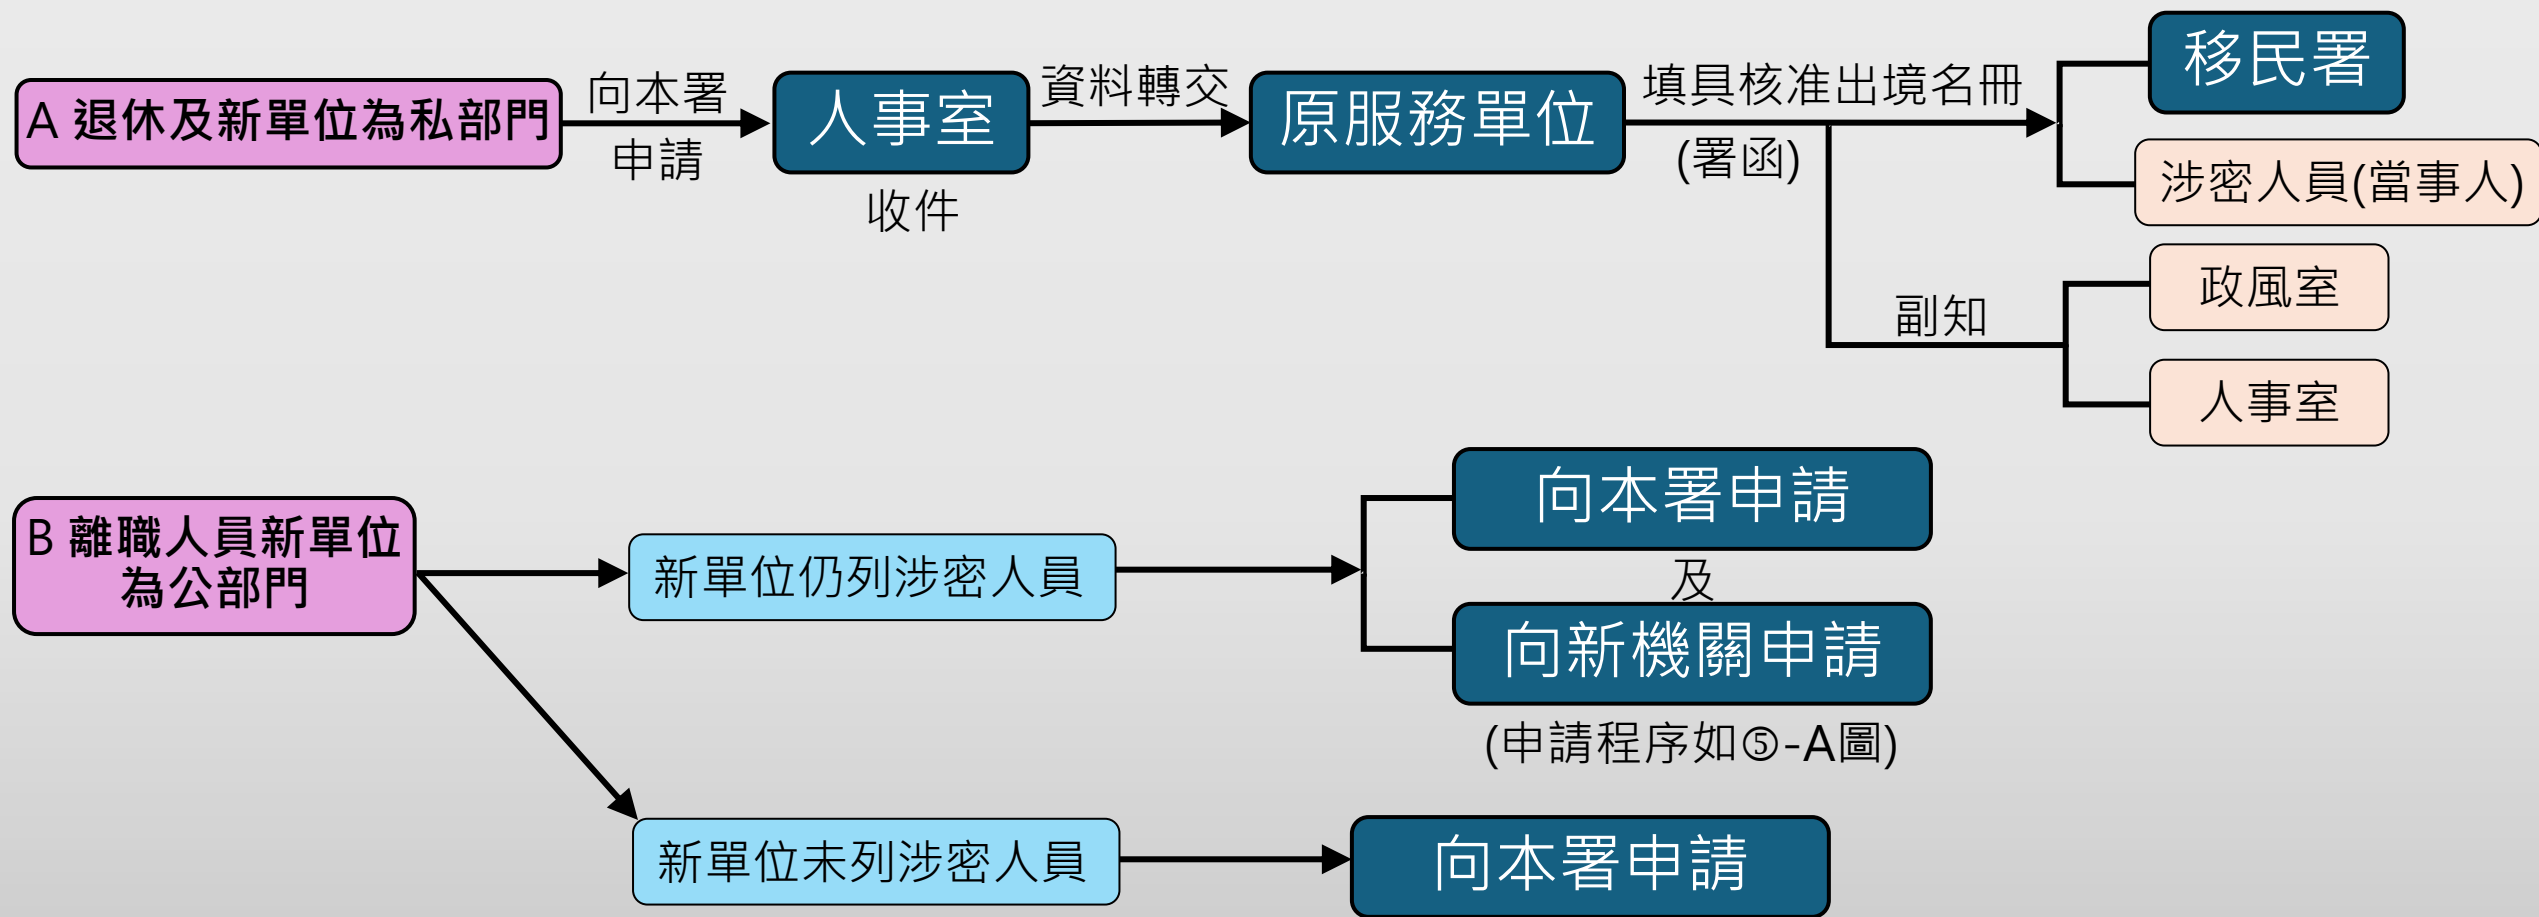 A 退休及新單位為私部門
向本署
申請
人事室
收件
資料轉交
原服務單位
填具核准出境名冊
(署函)
移民署
涉密人員(當事人)
副知
政風室
人事室
B 離職人員新單位
為公部門
新單位仍列涉密人員
向本署申請
及
向新機關申請
(申請程序如⑤-A圖)
新單位未列涉密人員
向本署申請